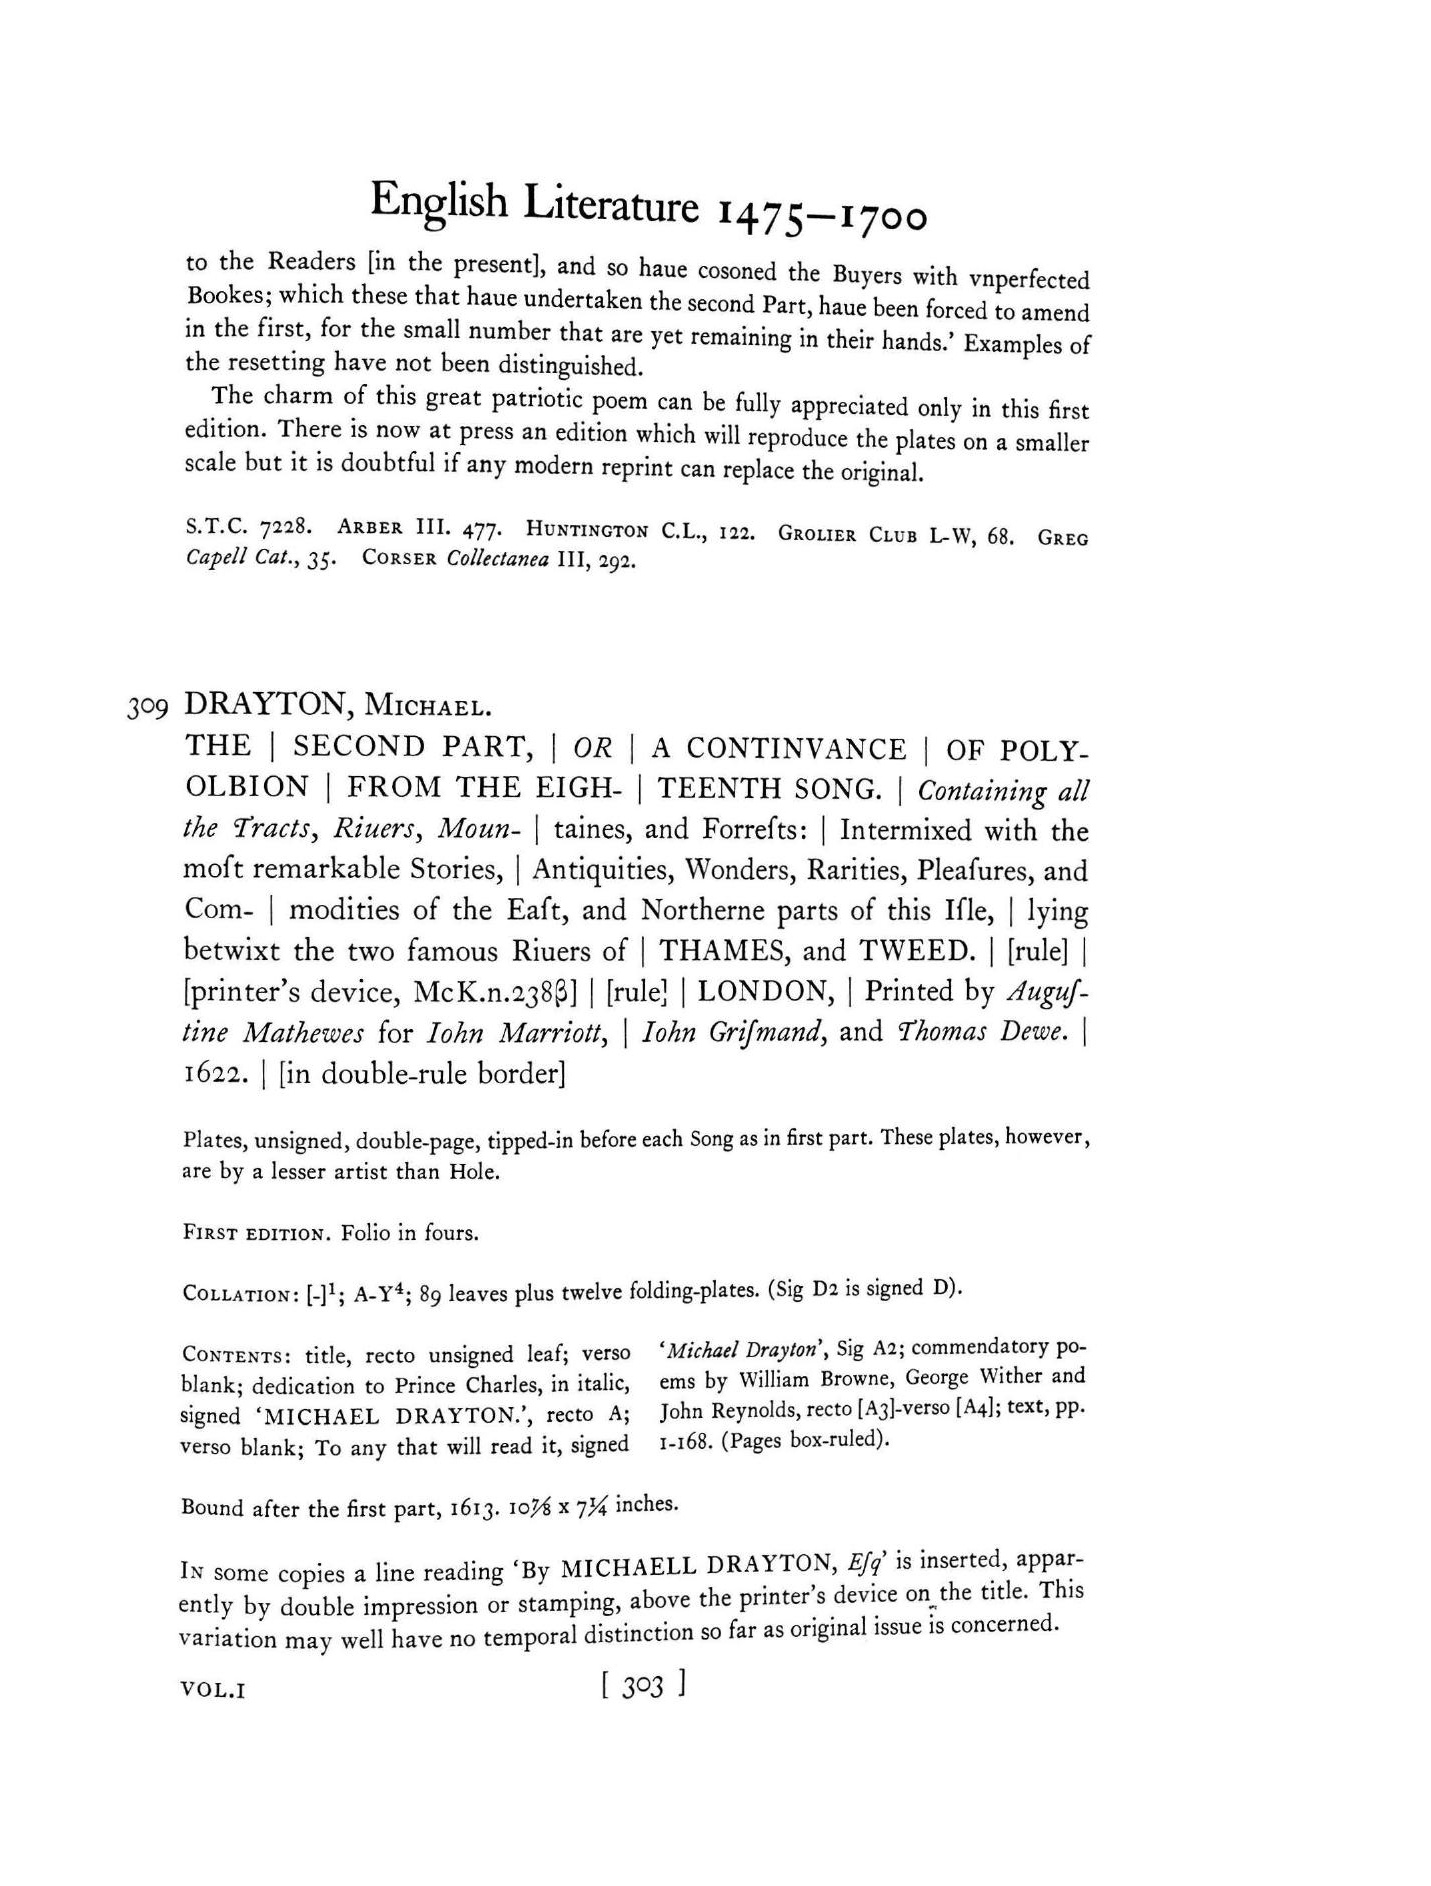 English Literature 1475–1700
to the Readers [in the present], and so haue cosoned the Buyers with vnperfected
Bookes; which these that haue undertaken the second Part, haue been forced to amend
in the first, for the small number that are yet remaining in their hands.’ Examples of
the resetting have not been distinguished.
The charm of this great patriotic poem can be fully appreciated only in this first
edition. There is now at press an edition which will reproduce the plates on a smaller
scale but it is doubtful if any modern reprint can replace the original.
S.T.C. 7228. Arber III. 477. Huntington C.L., 122. Grolier Club L-W, 68. Greg
Capell Cat., 35. Corser Collectanea III, 292.
309 DRAYTON, Michael.
THE | SECOND PART, | OR | A CONTINVANCE | OF POLY-
OLBION | FROM THE EIGH- | TEENTH SONG. | Containing all
the Tracts, Riuers, Moun- | taines, and Forreſts: | Intermixed with the
moſt remarkable Stories, | Antiquities, Wonders, Rarities, Pleaſures, and
Com- | modities of the Eaſt, and Northerne parts of this Iſle, | lying
betwixt the two famous Riuers of | THAMES, and TWEED. | [rule] |
[printer’s device, McK.n.238β] | [rule] | LONDON, | Printed by Auguſ-
tine Mathewes for Iohn Marriott, | Iohn Griſmand, and Thomas Dewe. |
1622. | [in double-rule border]
Plates, unsigned, double-page, tipped-in before each Song as in first part. These plates, however,
are by a lesser artist than Hole.
First edition. Folio in fours.
Collation: [-]¹; A-Y⁴; 89 leaves plus twelve folding-plates. (Sig D2 is signed D).
Contents: title, recto unsigned leaf; verso
blank; dedication to Prince Charles, in italic,
signed ‘MICHAEL DRAYTON.’, recto A;
verso blank; To any that will read it, signed
‘Michael Drayton’, Sig A2; commendatory po-
ems by William Browne, George Wither and
John Reynolds, recto [A3]-verso [A4]; text, pp.
1-168. (Pages box-ruled).
Bound after the first part, 1613. 10⅞ x 7¼ inches.
In some copies a line reading ‘By MICHAELL DRAYTON, Eſq’ is inserted, appar-
ently by double impression or stamping, above the printer’s device on the title. This
variation may well have no temporal distinction so far as original issue is concerned.
VOL.I [ 303 ]